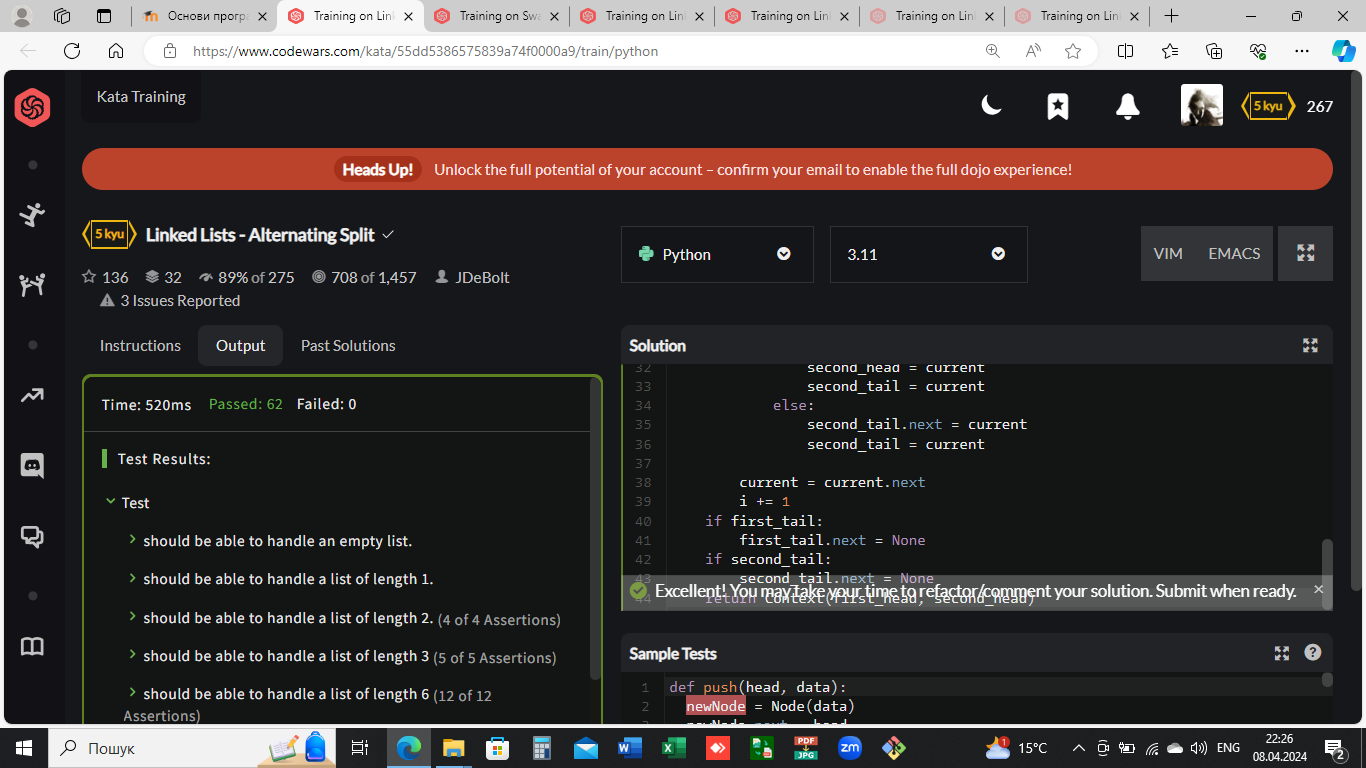 Основи програ
Training on Link
Training on Swa
Training on Link
Training on Link
Training on Link
Training on Link
https://www.codewars.com/kata/55dd5386575839a74f0000a9/train/python
Kata Training
5 kyu
267
Heads Up!
Unlock the full potential of your account – confirm your email to enable the full dojo experience!
5 kyu
Linked Lists - Alternating Split
136
32
89% of 275
708 of 1,457
JDeBolt
3 Issues Reported
Python
3.11
VIM
EMACS
Instructions
Output
Past Solutions
Time: 520ms
Passed: 62
Failed: 0
Test Results:
Test
should be able to handle an empty list.
should be able to handle a list of length 1.
should be able to handle a list of length 2. (4 of 4 Assertions)
should be able to handle a list of length 3 (5 of 5 Assertions)
should be able to handle a list of length 6 (12 of 12
Assertions)
Solution
32 second_head = current
33 second_tail = current
34 else:
35 second_tail.next = current
36 second_tail = current
37
38 current = current.next
39 i += 1
40 if first_tail:
41 first_tail.next = None
42 if second_tail:
43 second_tail.next = None
44 return Context(first_head, second_head)
Excellent! You may take your time to refactor/comment your solution. Submit when ready.
Sample Tests
1 def push(head, data):
2 newNode = Node(data)
Пошук
PDF
JPG
zm
1
15°C
ENG
22:26
08.04.2024
2